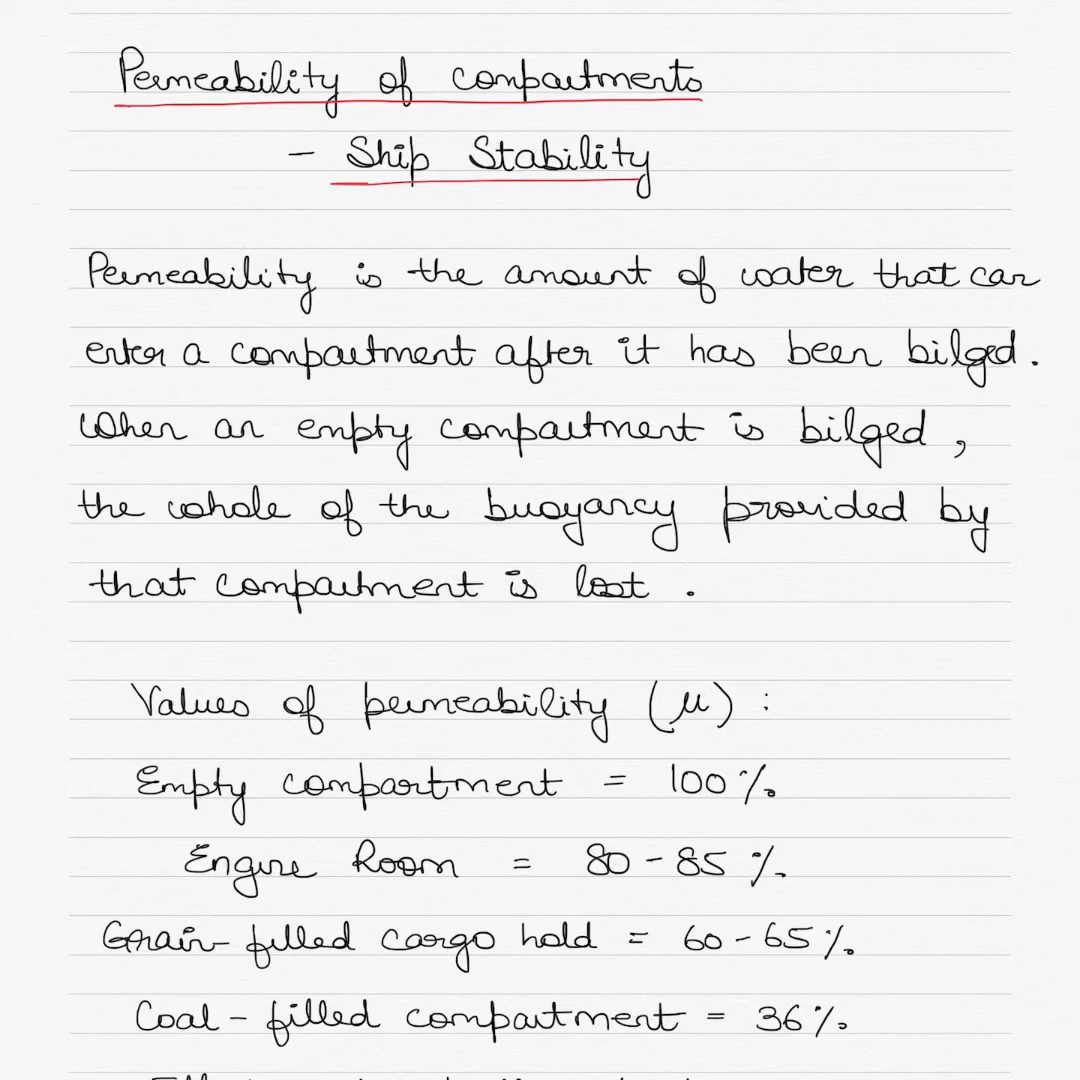 Permeability of compartments
- Ship Stability
Permeability is the amount of water that can
enter a compartment after it has been bilged.
When an empty compartment is bilged,
the whole of the buoyancy provided by
that compartment is lost.
Values of permeability (μ) :
Empty compartment = 100%
Engine Room = 80-85%
Grain-filled cargo hold = 60-65%
Coal-filled compartment = 36%